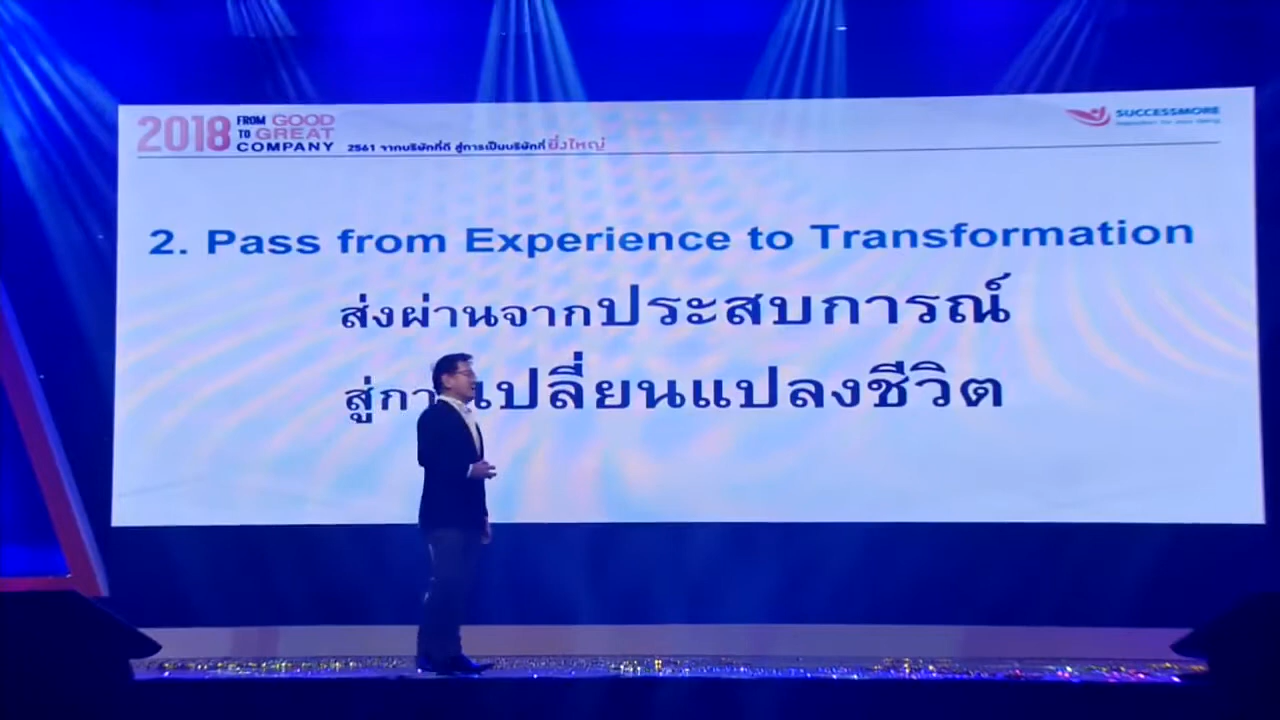 2018 FROM GOOD
TO GREAT
COMPANY
2561 จากบริษัทที่ดี สู่การเป็นบริษัทที่ยิ่งใหญ่
SUCCESSMORE
2. Pass from Experience to Transformation
ส่งผ่านจากประสบการณ์
สู่กา เปลี่ยนแปลงชีวิต